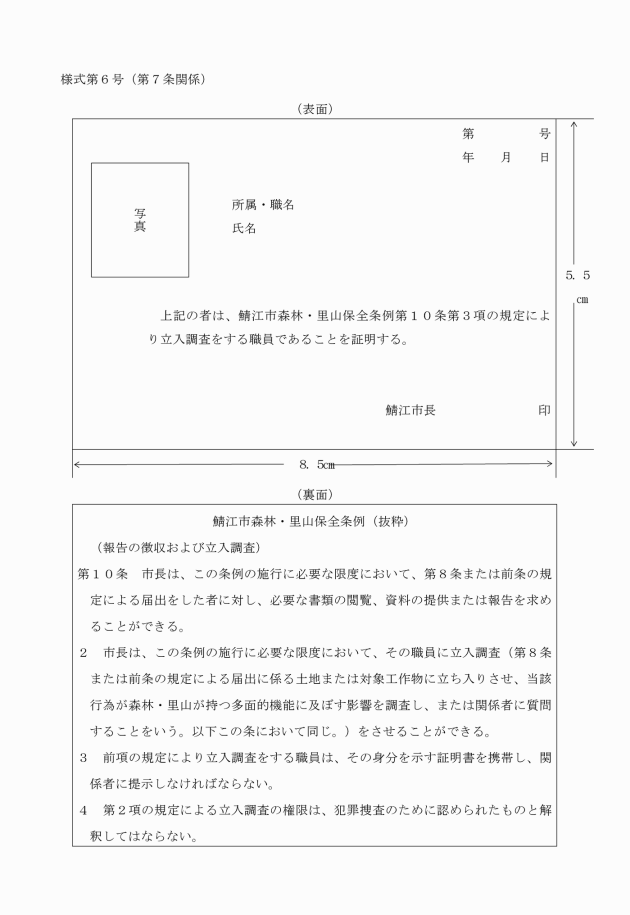 様式第６号（第７条関係）
（表面）
第　　　　　号
年　　月　　日
写真
所属・職名
氏名
5.5
㎝
上記の者は、鯖江市森林・里山保全条例第１０条第３項の規定によ
り立入調査をする職員であることを証明する。
鯖江市長　　　　　　　　印
8.5㎝
（裏面）
鯖江市森林・里山保全条例（抜粋）
（報告の徴収および立入調査）
第１０条　市長は、この条例の施行に必要な限度において、第８条または前条の規
定による届出をした者に対し、必要な書類の閲覧、資料の提供または報告を求め
ることができる。
２　市長は、この条例の施行に必要な限度において、その職員に立入調査（第８条
または前条の規定による届出に係る土地または対象工作物に立ち入りさせ、当該
行為が森林・里山が持つ多面的機能に及ぼす影響を調査し、または関係者に質問
することをいう。以下この条において同じ。）をさせることができる。
３　前項の規定により立入調査をする職員は、その身分を示す証明書を携帯し、関
係者に提示しなければならない。
４　第２項の規定による立入調査の権限は、犯罪捜査のために認められたものと解
釈してはならない。